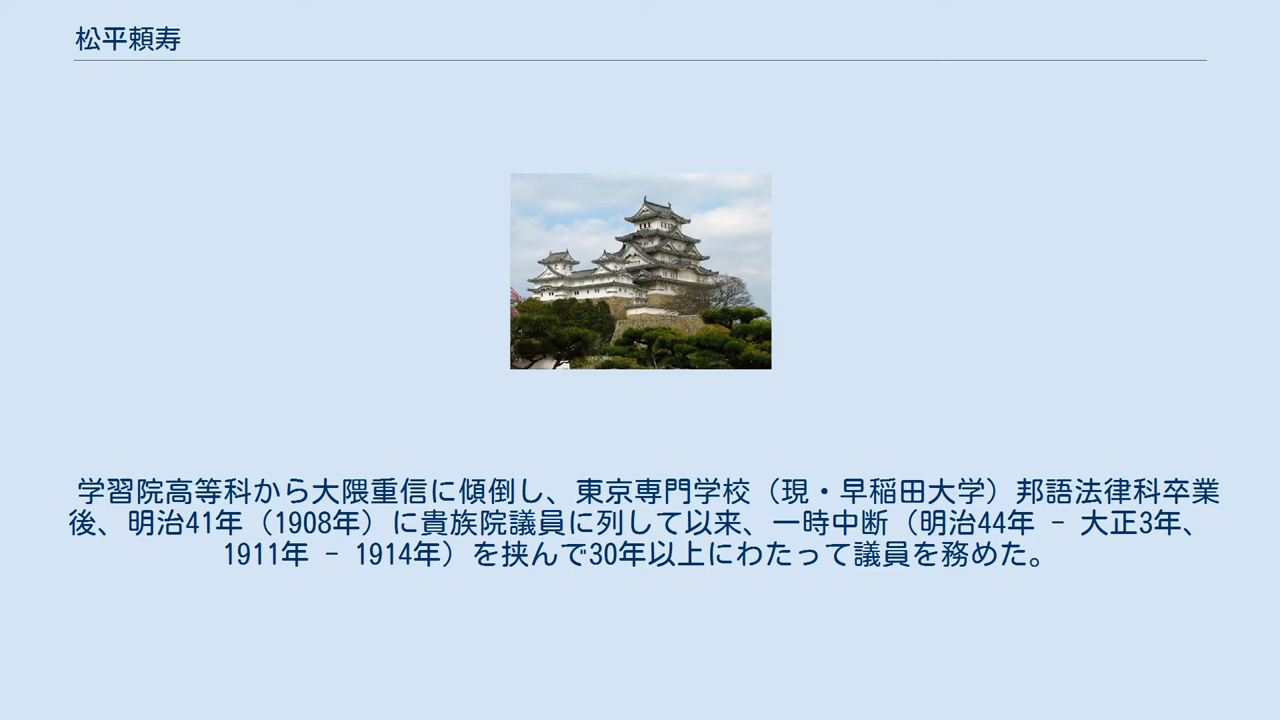 松平頼寿
学習院高等科から大隈重信に傾倒し、東京専門学校（現・早稲田大学）邦語法律科卒業
後、明治41年（1908年）に貴族院議員に列して以来、一時中断（明治44年 - 大正3年、
1911年 - 1914年）を挟んで30年以上にわたって議員を務めた。